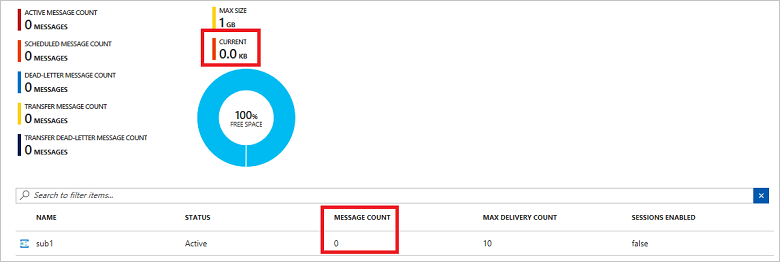 ACTIVE MESSAGE COUNT
0 MESSAGES
SCHEDULED MESSAGE COUNT
0 MESSAGES
DEAD-LETTER MESSAGE COUNT
0 MESSAGES
TRANSFER MESSAGE COUNT
0 MESSAGES
TRANSFER DEAD-LETTER MESSAGE COUNT
0 MESSAGES
MAX SIZE
1 GB
CURRENT
0.0 KB
100%
FREE SPACE
Search to filter items...
NAME STATUS MESSAGE COUNT MAX DELIVERY COUNT SESSIONS ENABLED
sub1 Active 0 10 false